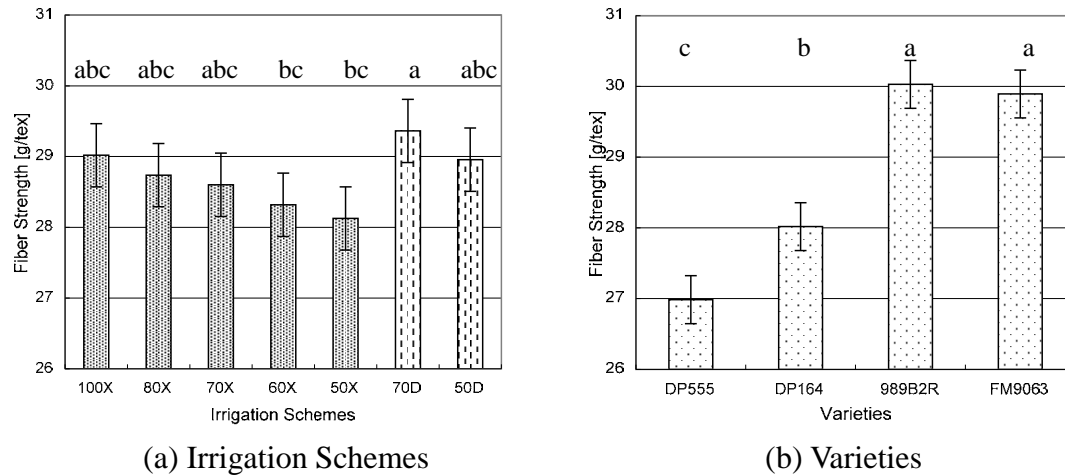 31
30
29
28
27
26
Fiber Strength [g/tex]
abc abc abc bc bc a abc
100X 80X 70X 60X 50X 70D 50D
Irrigation Schemes
(a) Irrigation Schemes
31
30
29
28
27
26
Fiber Strength [g/tex]
c b a a
DP555 DP164 989B2R FM9063
Varieties
(b) Varieties